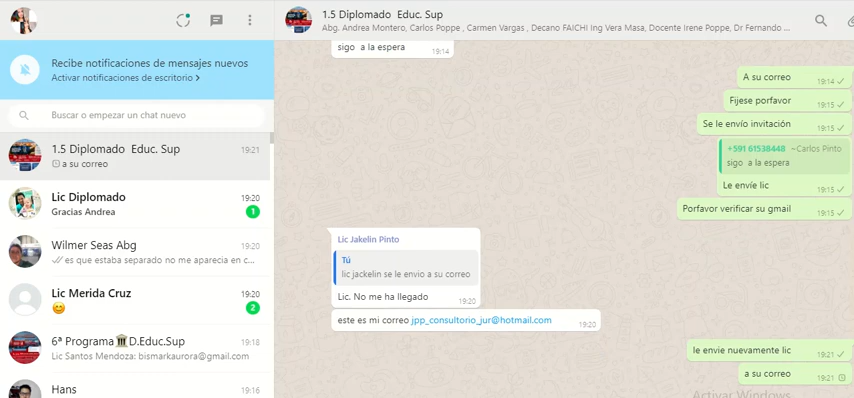 Recibe notificaciones de mensajes nuevos
Activar notificaciones de escritorio >
Buscar o empezar un chat nuevo
1.5 Diplomado Educ. Sup 19:21
a su correo
Lic Diplomado 19:20
Gracias Andrea 1
Wilmer Seas Abg 19:20
es que estaba separado no me aparecia en c...
Lic Merida Cruz 19:20
😊 2
6ª Programa🏛️D.Educ.Sup 19:18
Lic Santos Mendoza: bismarkaurora@gmail.com
Hans 19:16
1.5 Diplomado Educ. Sup
Abg. Andrea Montero, Carlos Poppe , Carmen Vargas , Decano FAICHI Ing Vera Masa, Docente Irene Poppe, Dr Fernando ...
sigo a la espera 19:14
A su correo 19:14
Fijese porfavor 19:15
Se le envío invitación 19:15
+591 61538448 ~Carlos Pinto
sigo a la espera
Le envíe lic 19:15
Porfavor verificar su gmail 19:15
Lic Jakelin Pinto
Tú
lic jackelin se le envio a su correo
Lic. No me ha llegado 19:20
este es mi correo jpp_consultorio_jur@hotmail.com 19:20
le envie nuevamente lic 19:21
a su correo 19:21
Activar Windows